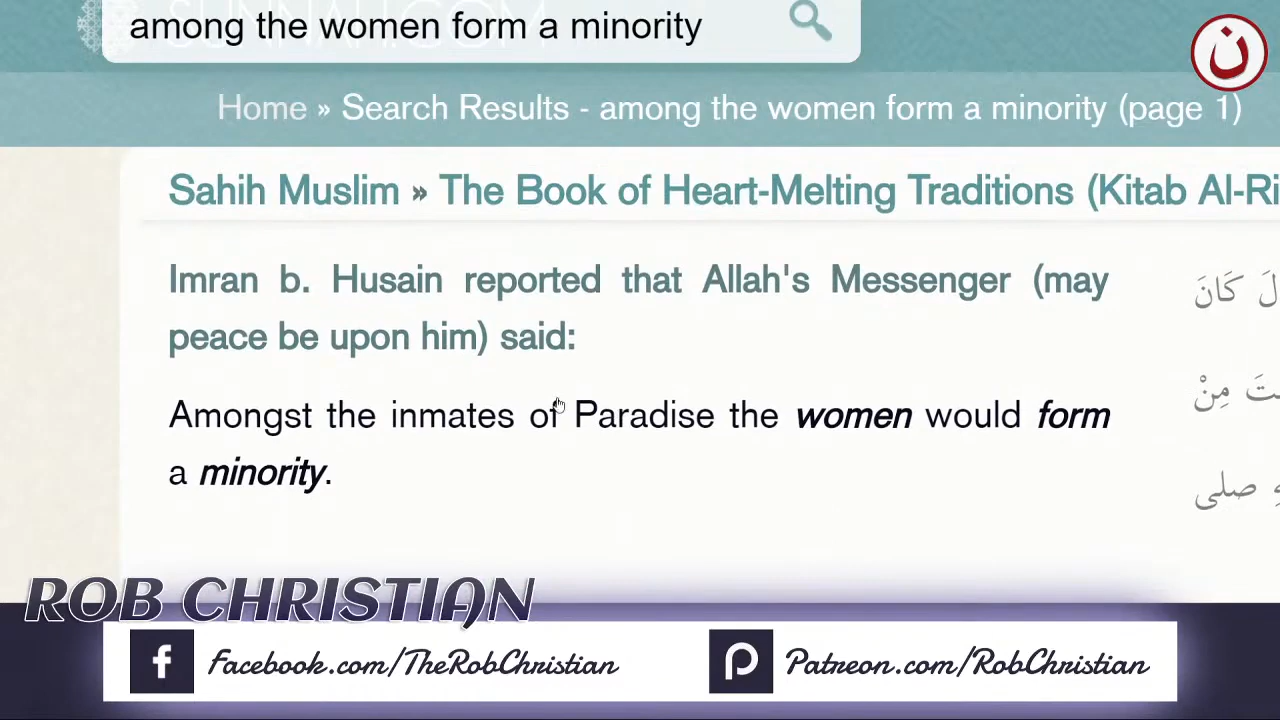 among the women form a minority
ن
Home » Search Results - among the women form a minority (page 1)
Sahih Muslim » The Book of Heart-Melting Traditions (Kitab Al-Ri
Imran b. Husain reported that Allah's Messenger (may
لَ كَانَ
peace be upon him) said:
مِنْ
Amongst the inmates of Paradise the women would form
a minority.
صلى
ROB CHRISTIAN
f Facebook.com/TheRobChristian
Patreon.com/RobChristian